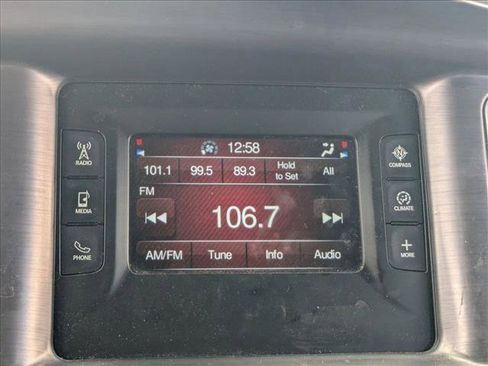 12:58
101.1 99.5 89.3 Hold to Set All
FM
106.7
AM/FM Tune Info Audio
RADIO
MEDIA
PHONE
COMPASS
CLIMATE
MORE